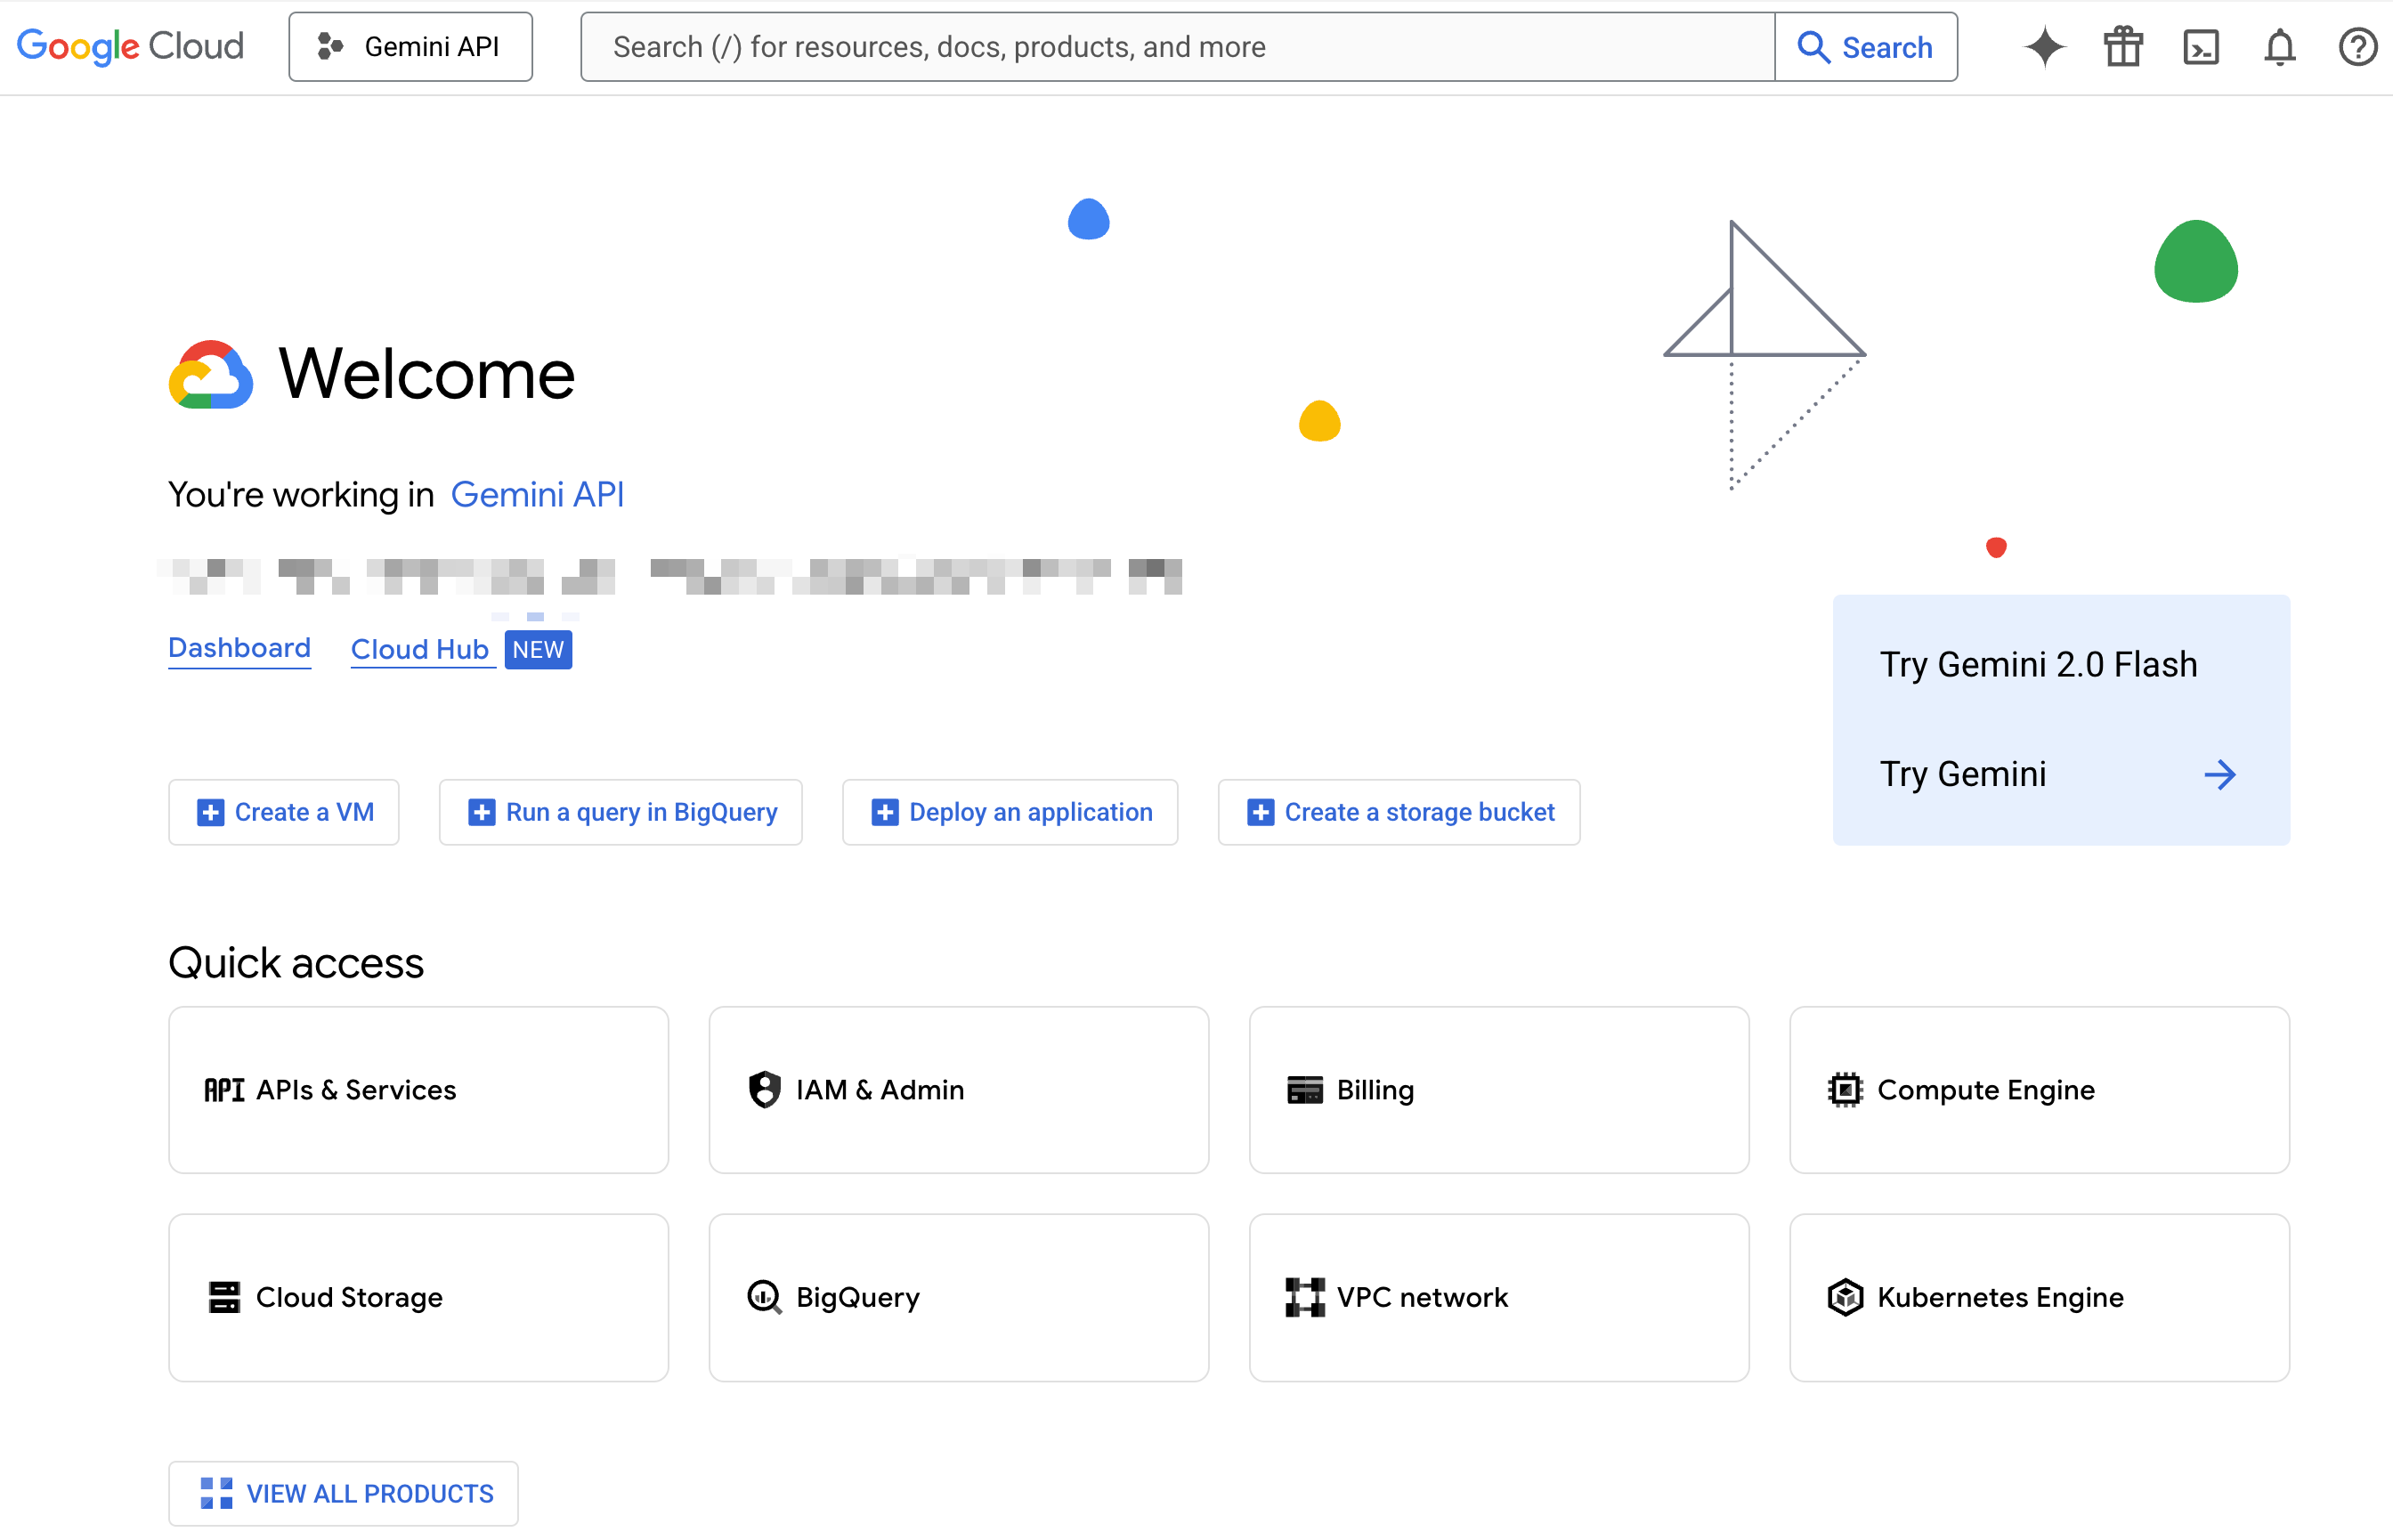 Google Cloud
Gemini API
Search (/) for resources, docs, products, and more
Search
Welcome
You're working in Gemini API
Dashboard
Cloud Hub NEW
Try Gemini 2.0 Flash
Try Gemini
Create a VM
Run a query in BigQuery
Deploy an application
Create a storage bucket
Quick access
API APIs & Services
IAM & Admin
Billing
Compute Engine
Cloud Storage
BigQuery
VPC network
Kubernetes Engine
VIEW ALL PRODUCTS